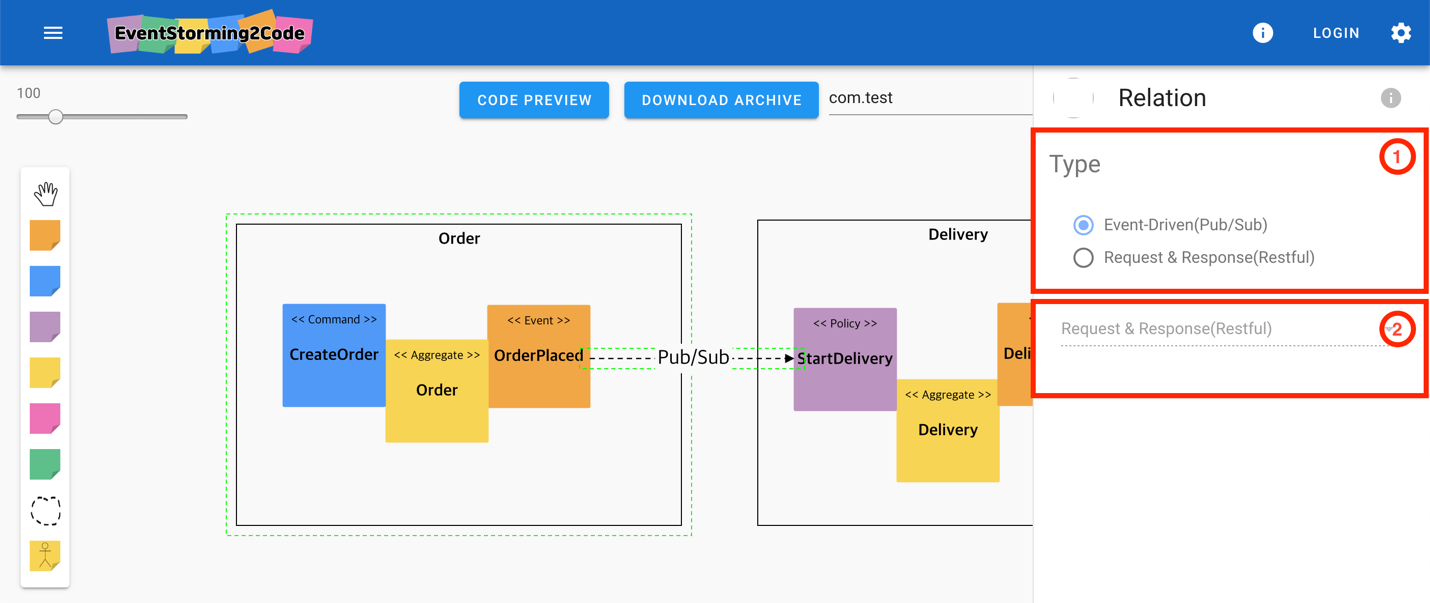 EventStorming2Code
LOGIN
100
CODE PREVIEW
DOWNLOAD ARCHIVE
com.test
Relation
1
Type
Event-Driven(Pub/Sub)
Request & Response(Restful)
2
Request & Response(Restful)
Order
<< Command >>
CreateOrder
<< Aggregate >>
Order
<< Event >>
OrderPlaced
Pub/Sub
Delivery
<< Policy >>
StartDelivery
<< Aggregate >>
Delivery
Deli